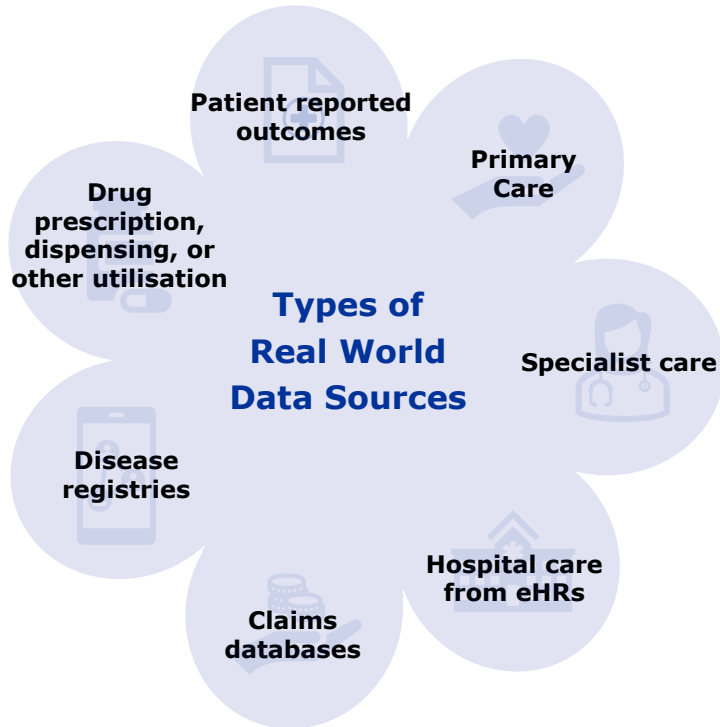 Types of
Real World
Data Sources
Patient reported
outcomes
Primary
Care
Specialist care
Hospital care
from eHRs
Claims
databases
Disease
registries
Drug
prescription,
dispensing, or
other utilisation